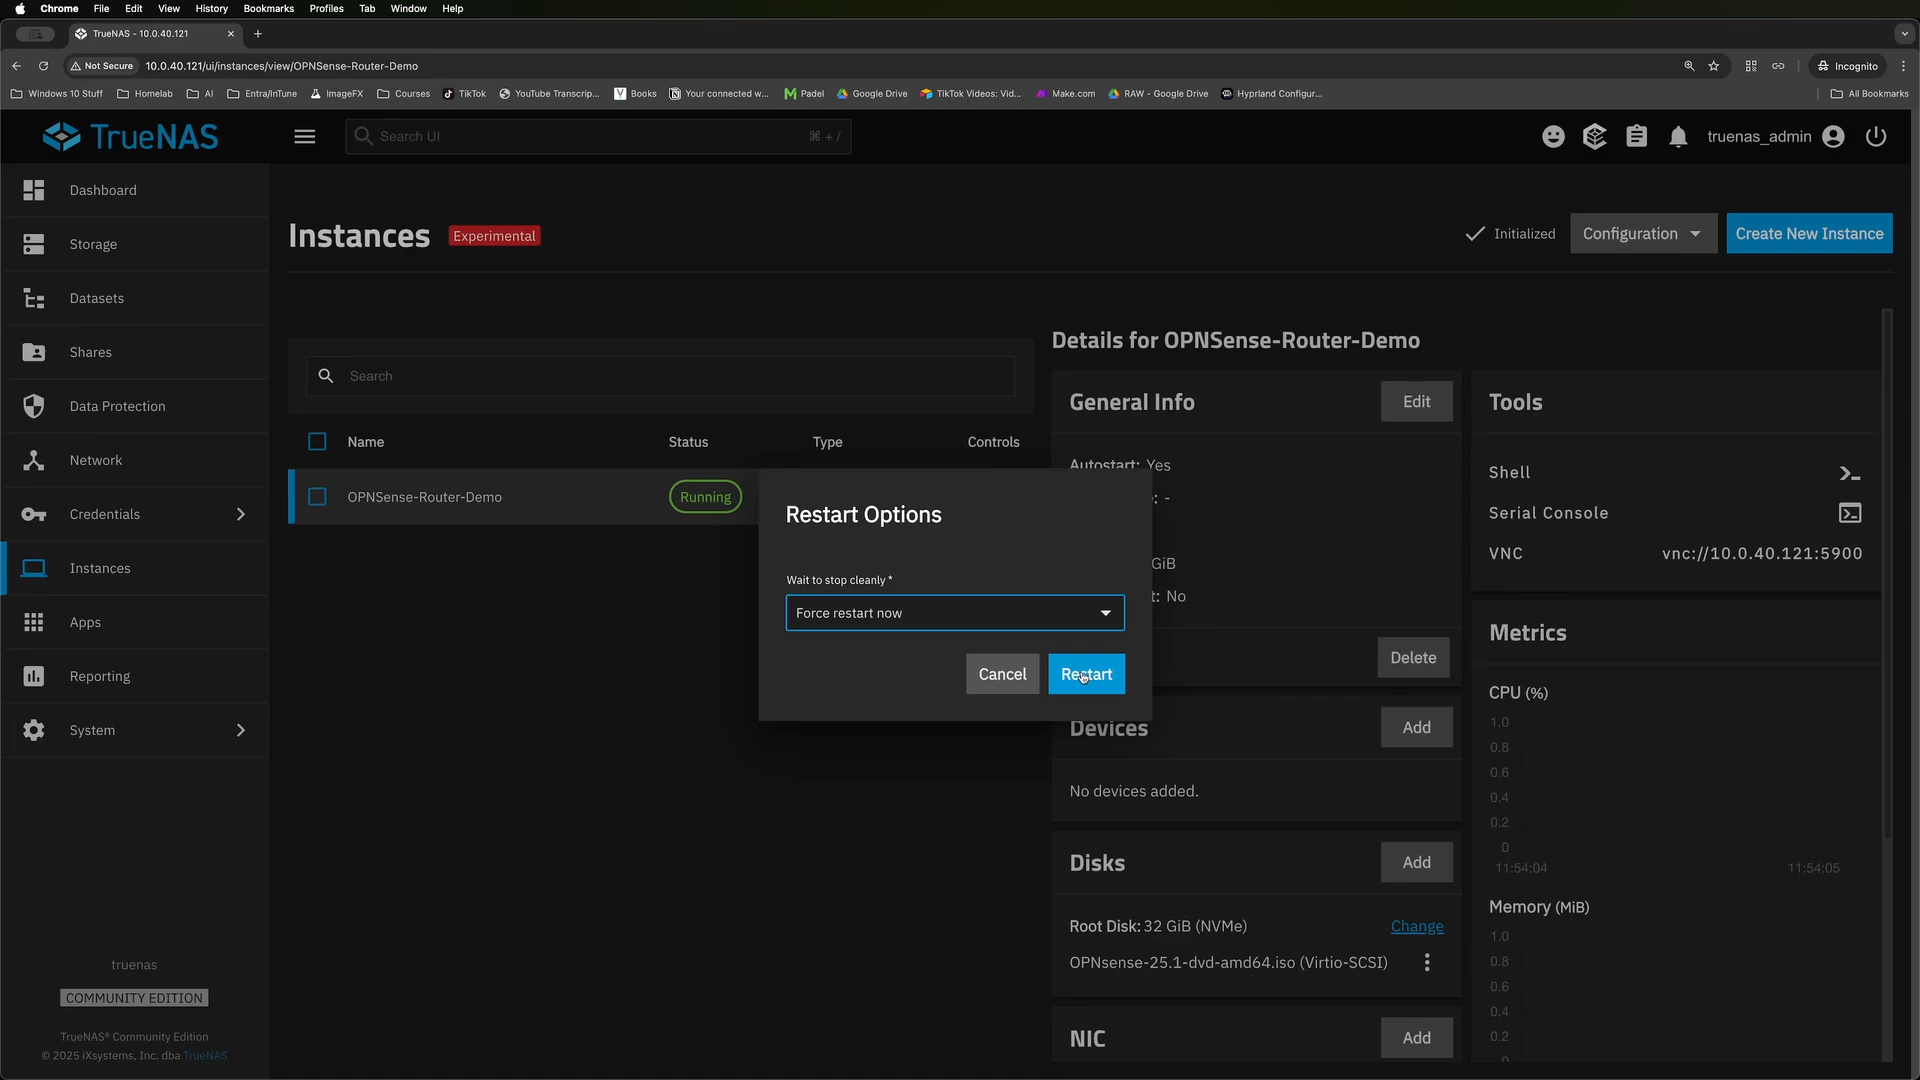 Chrome File Edit View History Bookmarks Profiles Tab Window Help
TrueNAS - 10.0.40.121
Not Secure 10.0.40.121/ui/instances/view/OPNSense-Router-Demo Incognito
Windows 10 Stuff Homelab AI Entra/InTune ImageFX Courses TikTok YouTube Transcrip... Books Your connected w... Padel Google Drive TikTok Videos: Vid... Make.com RAW - Google Drive Hyprland Configur... All Bookmarks
TrueNAS Search UI ⌘ + / truenas_admin
Dashboard
Storage
Datasets
Shares
Data Protection
Network
Credentials
Instances
Apps
Reporting
System
truenas
COMMUNITY EDITION
TrueNAS® Community Edition
© 2025 iXsystems, Inc. dba TrueNAS
Instances Experimental
Initialized Configuration Create New Instance
Search
Name Status Type Controls
OPNSense-Router-Demo Running
Restart Options
Wait to stop cleanly *
Force restart now
Cancel Restart
Details for OPNSense-Router-Demo
General Info Edit
Autostart: Yes
: -
GiB
t: No
Delete
Devices Add
No devices added.
Disks Add
Root Disk: 32 GiB (NVMe) Change
OPNsense-25.1-dvd-amd64.iso (Virtio-SCSI)
NIC Add
Tools
Shell
Serial Console
VNC vnc://10.0.40.121:5900
Metrics
CPU (%)
1.0
0.8
0.6
0.4
0.2
0
11:54:04 11:54:05
Memory (MiB)
1.0
0.8
0.6
0.4
0.2
0